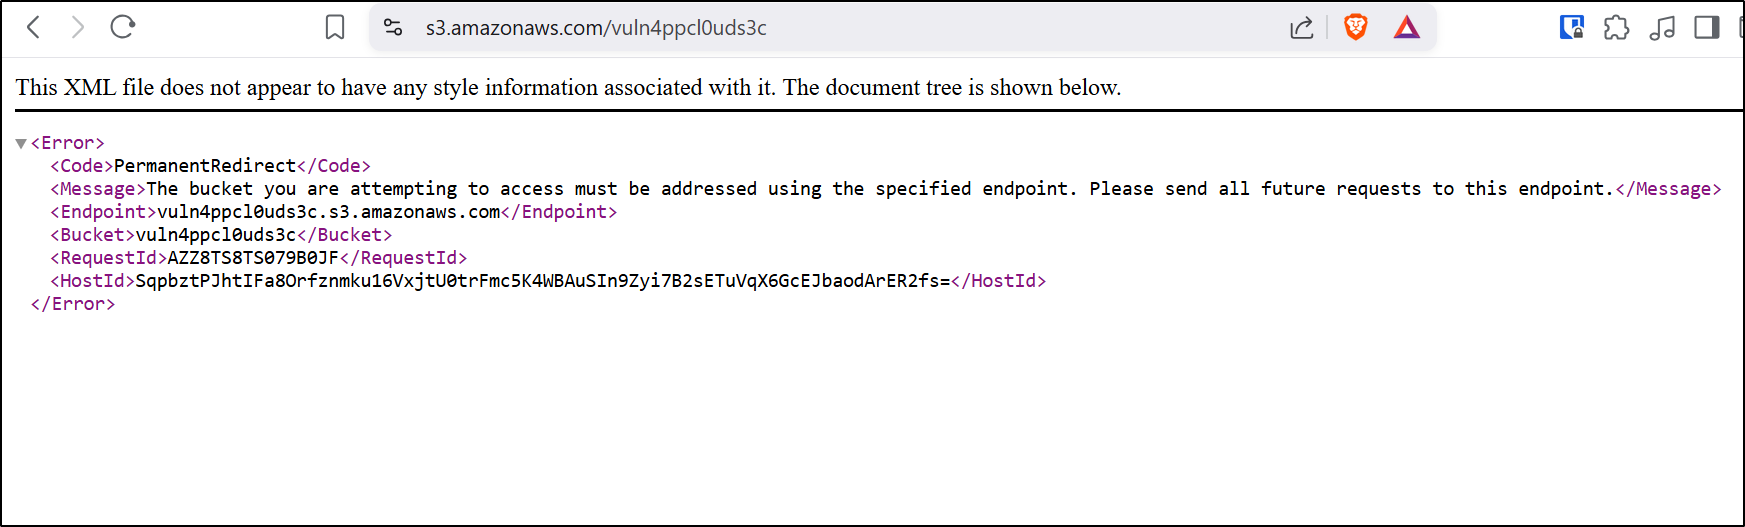 s3.amazonaws.com/vuln4ppcl0uds3c
This XML file does not appear to have any style information associated with it. The document tree is shown below.
<Error>
<Code>PermanentRedirect</Code>
<Message>The bucket you are attempting to access must be addressed using the specified endpoint. Please send all future requests to this endpoint.</Message>
<Endpoint>vuln4ppcl0uds3c.s3.amazonaws.com</Endpoint>
<Bucket>vuln4ppcl0uds3c</Bucket>
<RequestId>AZZ8TS8TS079B0JF</RequestId>
<HostId>SqpbztPJhtIFa8Orfznmku16VxjtU0trFmc5K4WBAuSIn9Zyi7B2sETuVqX6GcEJbaodArER2fs=</HostId>
</Error>